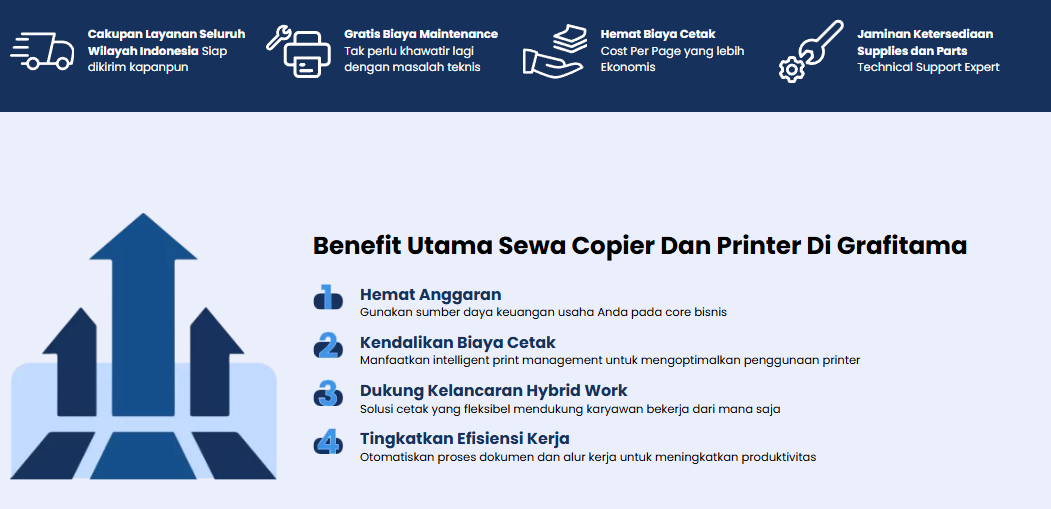 Cakupan Layanan Seluruh
Wilayah Indonesia Siap
dikirim kapanpun
Gratis Biaya Maintenance
Tak perlu khawatir lagi
dengan masalah teknis
Hemat Biaya Cetak
Cost Per Page yang lebih
Ekonomis
Jaminan Ketersediaan
Supplies dan Parts
Technical Support Expert
Benefit Utama Sewa Copier Dan Printer Di Grafitama
1 Hemat Anggaran
Gunakan sumber daya keuangan usaha Anda pada core bisnis
2 Kendalikan Biaya Cetak
Manfaatkan intelligent print management untuk mengoptimalkan penggunaan printer
3 Dukung Kelancaran Hybrid Work
Solusi cetak yang fleksibel mendukung karyawan bekerja dari mana saja
4 Tingkatkan Efisiensi Kerja
Otomatiskan proses dokumen dan alur kerja untuk meningkatkan produktivitas